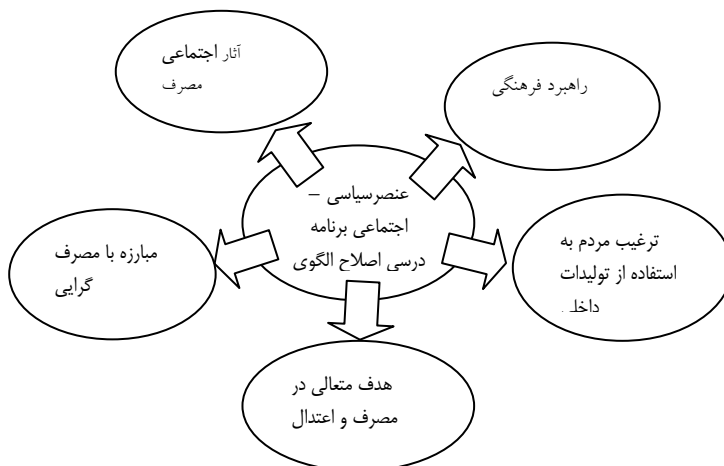 آثار اجتماعی
مصرف
راهبرد فرهنگی
عنصرسیاسی –
اجتماعی برنامه
درسی اصلاح الگوی
مبارزه با مصرف
گرایی
ترغیب مردم به
استفاده از تولیدات
داخلی
هدف متعالی در
مصرف و اعتدال